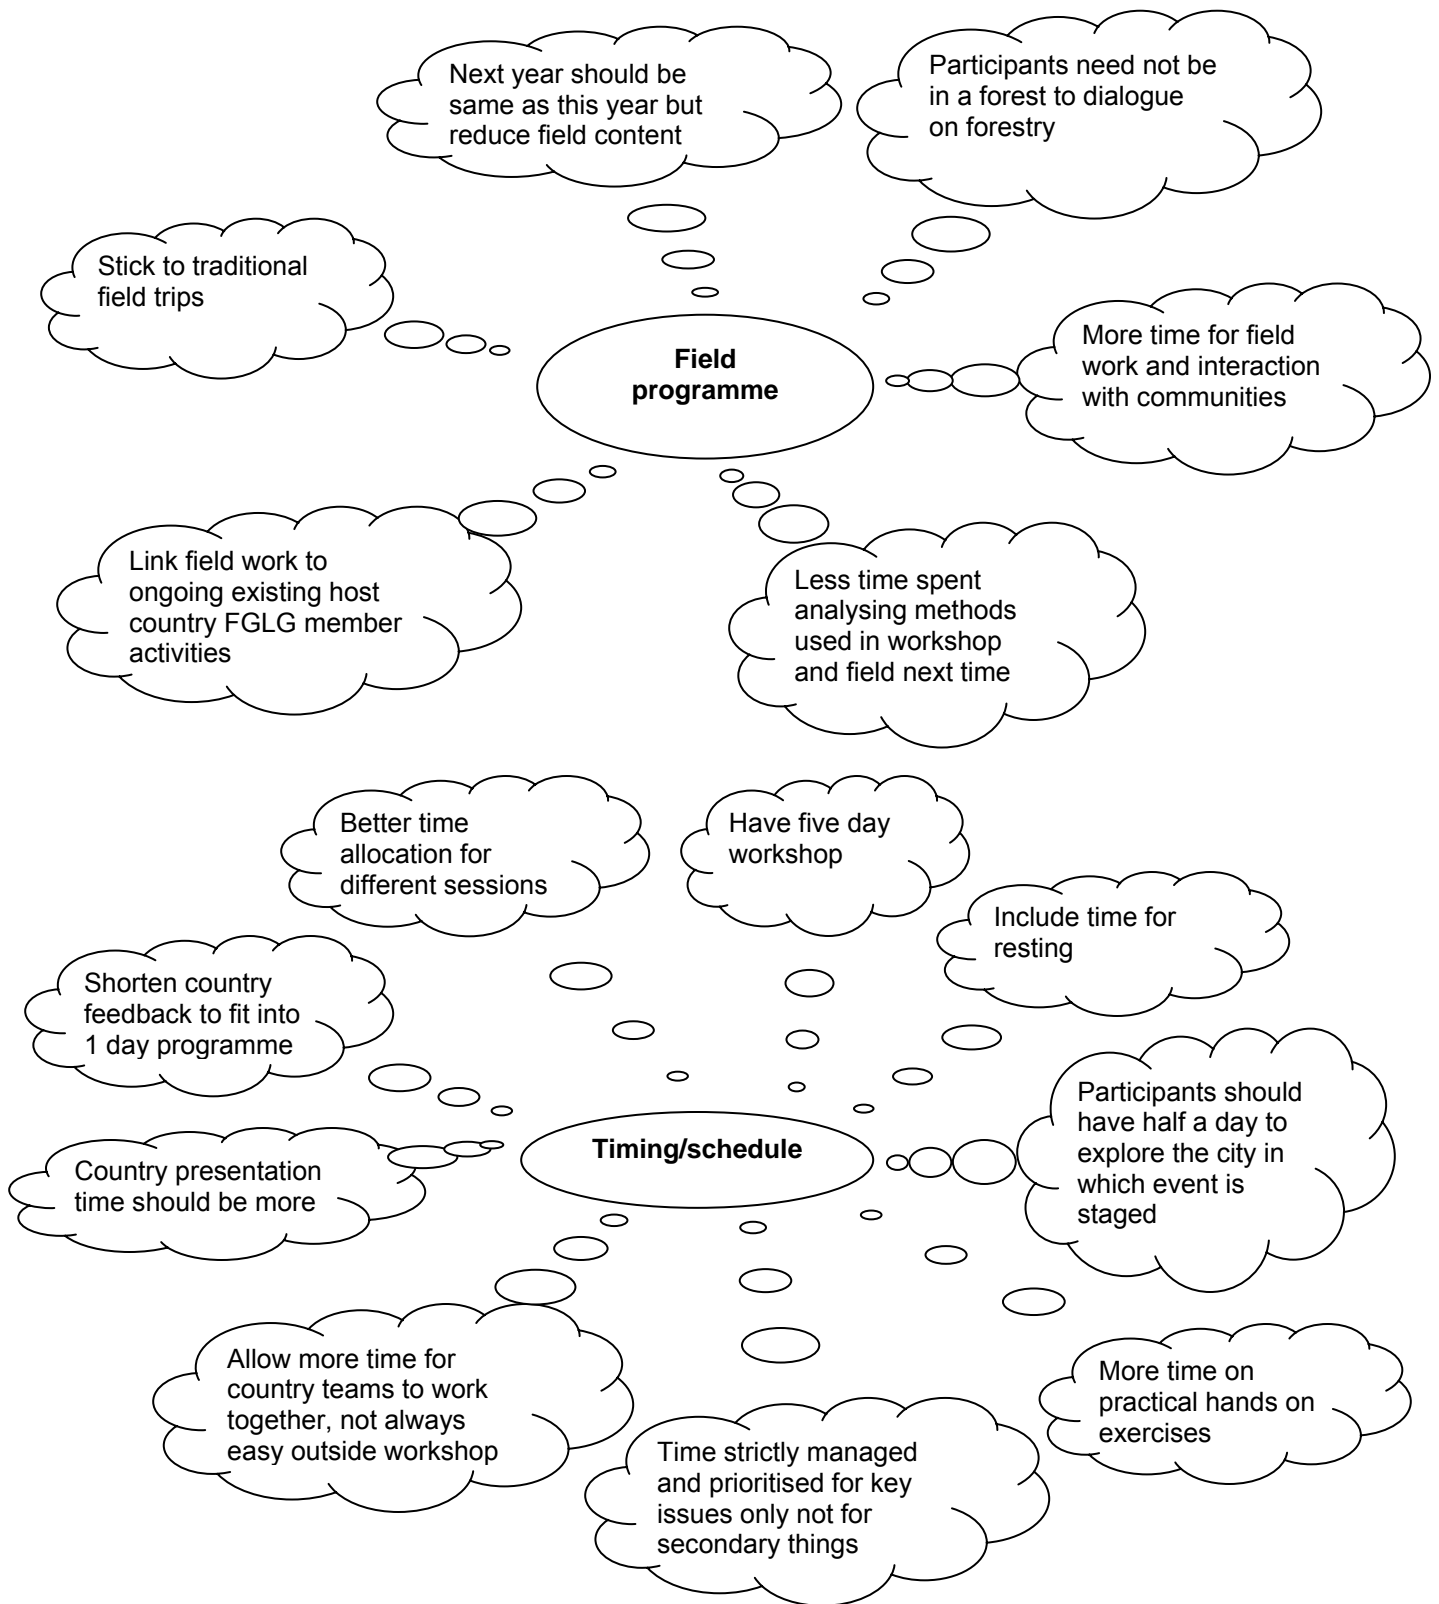 Next year should be
same as this year but
reduce field content
Participants need not be
in a forest to dialogue
on forestry
Stick to traditional
field trips
Field
programme
More time for field
work and interaction
with communities
Link field work to
ongoing existing host
country FGLG member
activities
Less time spent
analysing methods
used in workshop
and field next time
Better time
allocation for
different sessions
Have five day
workshop
Include time for
resting
Shorten country
feedback to fit into
1 day programme
Participants should
have half a day to
explore the city in
which event is
staged
Timing/schedule
Country presentation
time should be more
Allow more time for
country teams to work
together, not always
easy outside workshop
More time on
practical hands on
exercises
Time strictly managed
and prioritised for key
issues only not for
secondary things